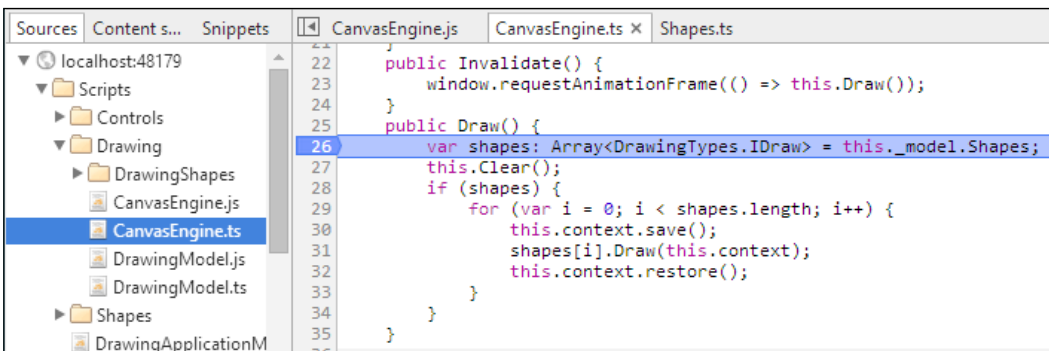 Sources Content s... Snippets
CanvasEngine.js CanvasEngine.ts × Shapes.ts
localhost:48179
Scripts
Controls
Drawing
DrawingShapes
CanvasEngine.js
CanvasEngine.ts
DrawingModel.js
DrawingModel.ts
Shapes
DrawingApplicationM
21 }
22 public Invalidate() {
23 window.requestAnimationFrame(() => this.Draw());
24 }
25 public Draw() {
26 var shapes: Array<DrawingTypes.IDraw> = this._model.Shapes;
27 this.Clear();
28 if (shapes) {
29 for (var i = 0; i < shapes.length; i++) {
30 this.context.save();
31 shapes[i].Draw(this.context);
32 this.context.restore();
33 }
34 }
35 }